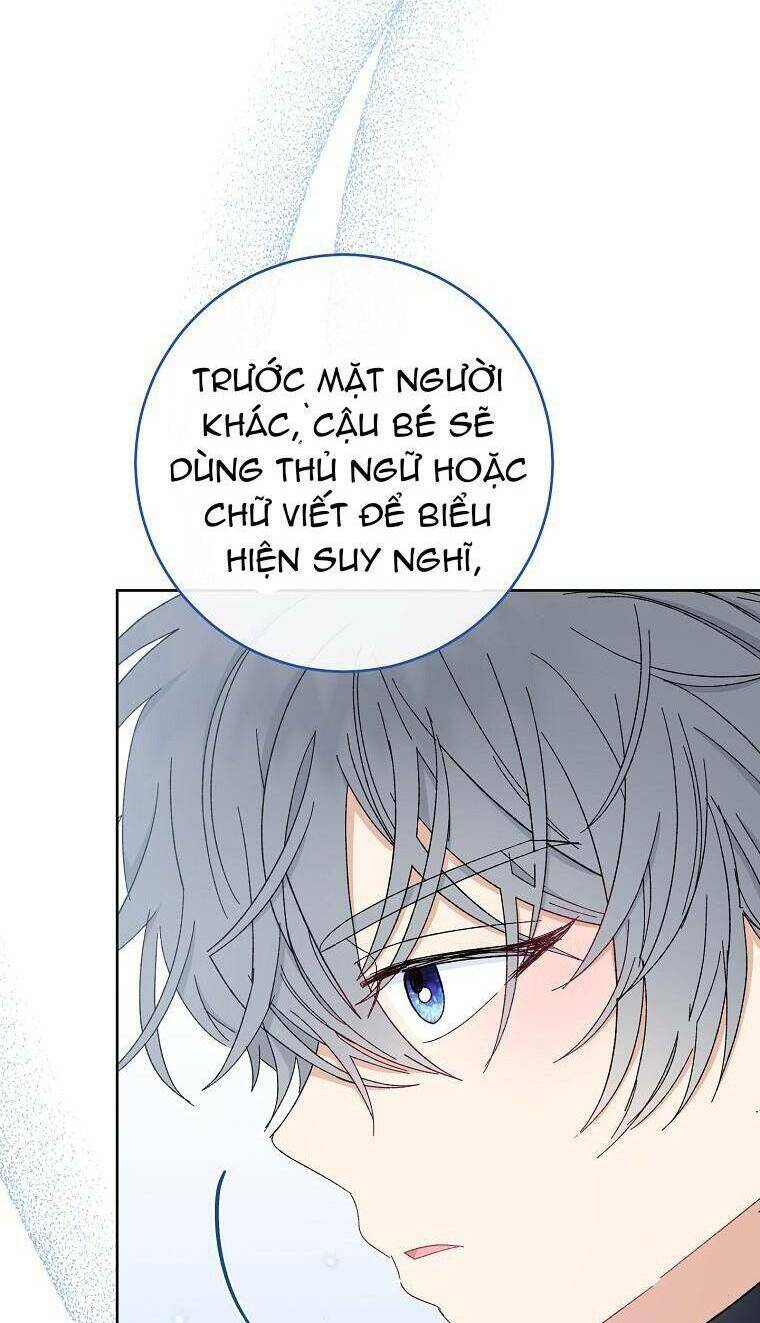 TRƯỚC MẶT NGƯỜI
KHÁC, CẬU BÉ SẼ
DÙNG THỦ NGỮ HOẶC
CHỮ VIẾT ĐỂ BIỂU
HIỆN SUY NGHĨ,